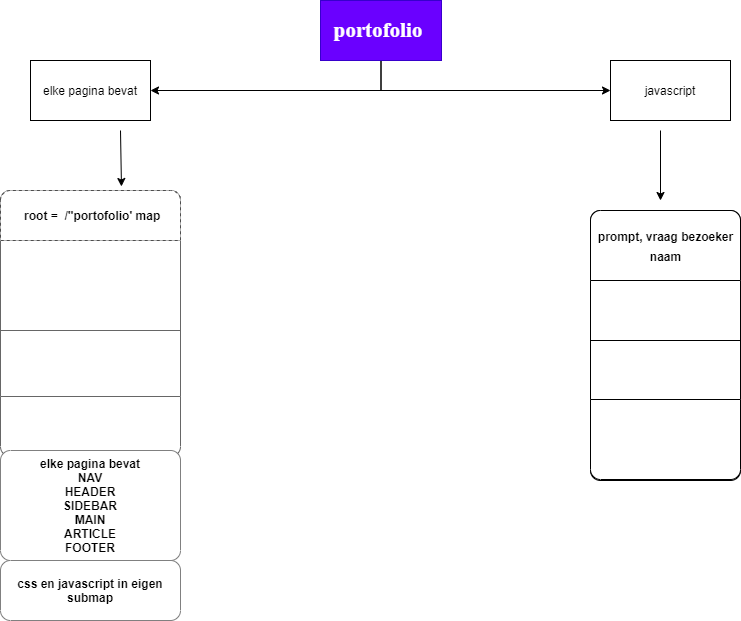 portofolio
elke pagina bevat
javascript
root = /"portofolio' map
prompt, vraag bezoeker
naam
elke pagina bevat
NAV
HEADER
SIDEBAR
MAIN
ARTICLE
FOOTER
css en javascript in eigen
submap